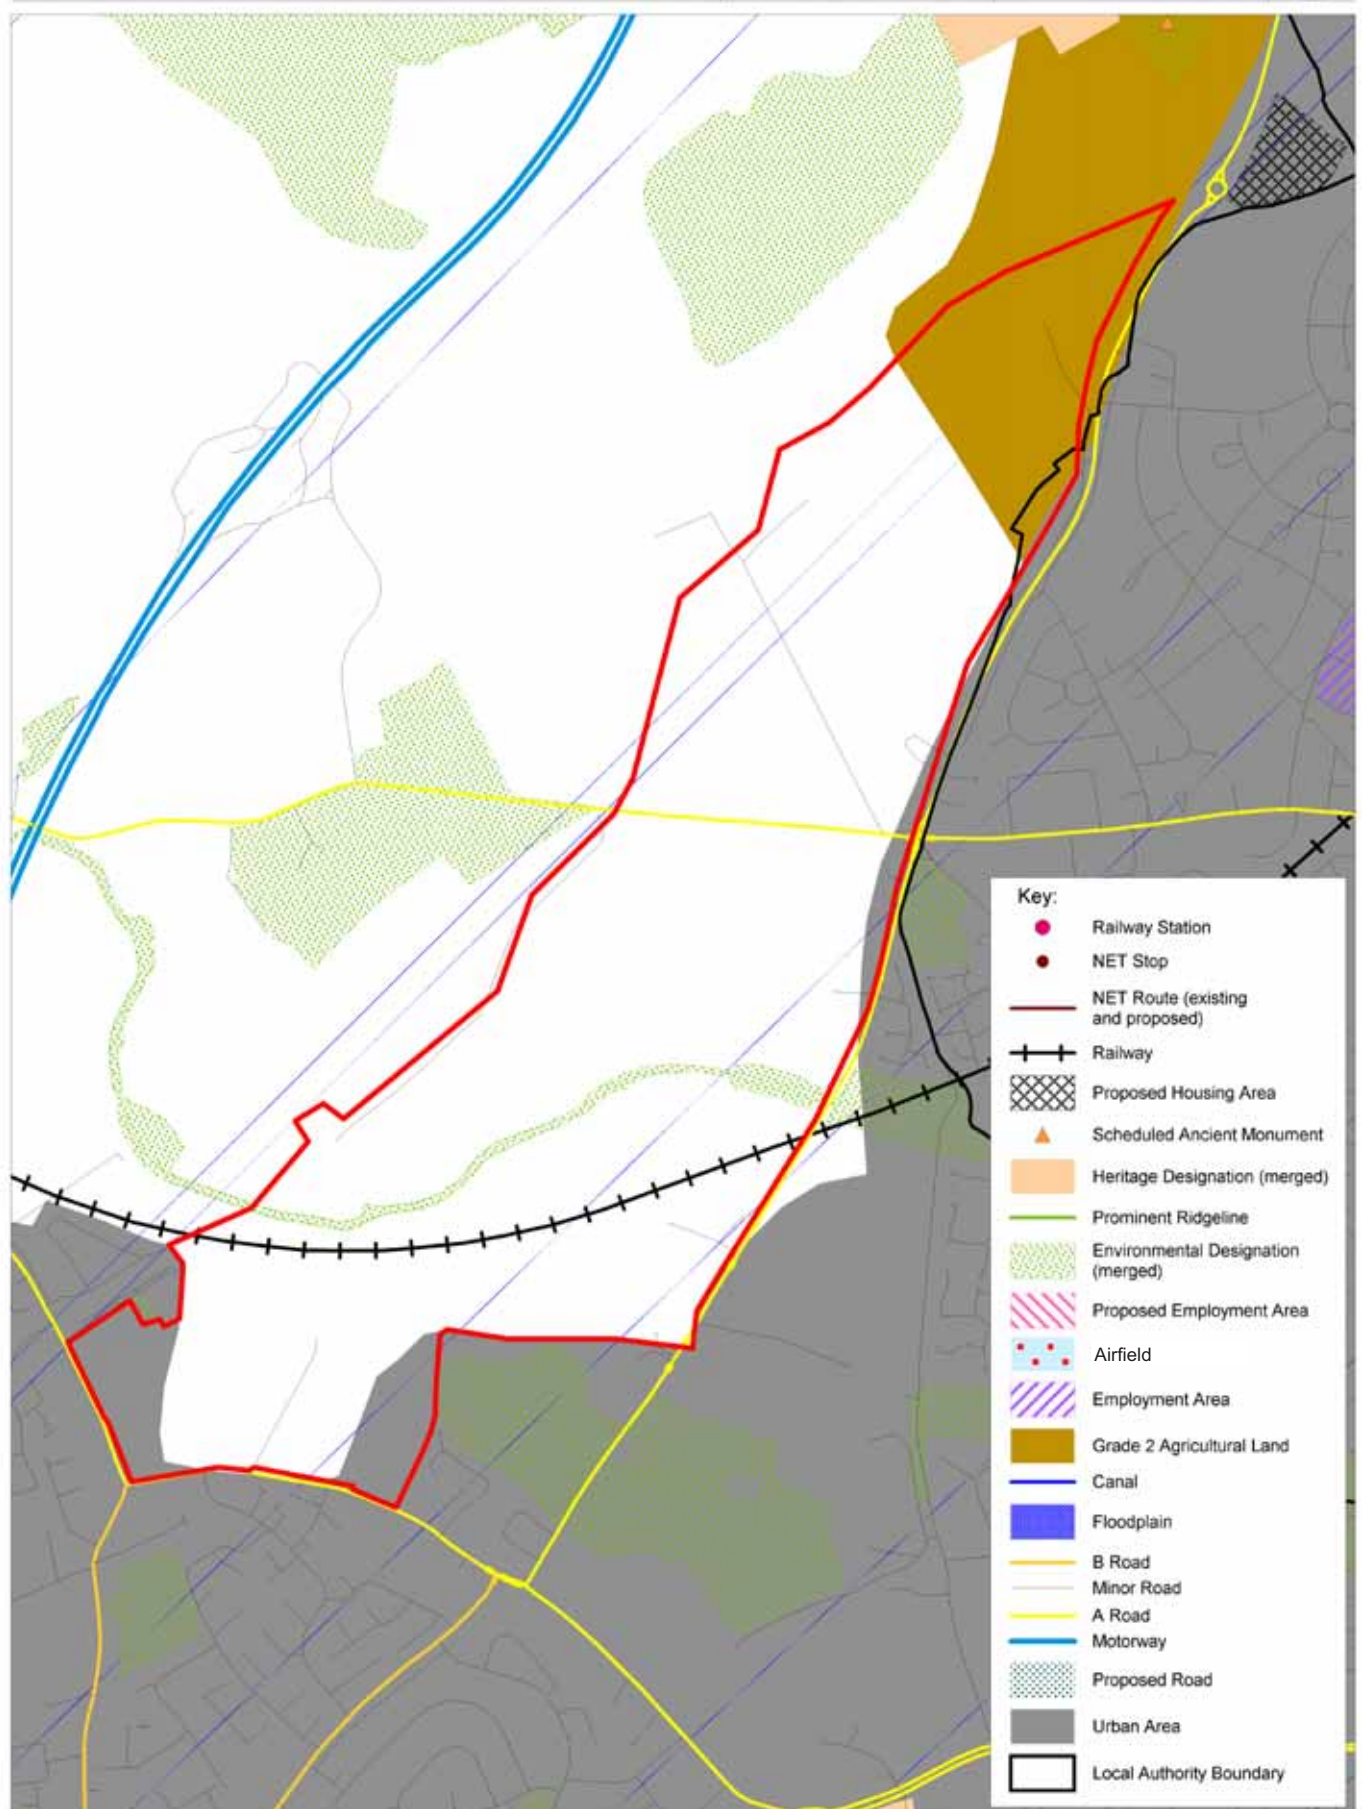 Key:
Railway Station
NET Stop
NET Route (existing
and proposed)
Railway
Proposed Housing Area
Scheduled Ancient Monument
Heritage Designation (merged)
Prominent Ridgeline
Environmental Designation
(merged)
Proposed Employment Area
Airfield
Employment Area
Grade 2 Agricultural Land
Canal
Floodplain
B Road
Minor Road
A Road
Motorway
Proposed Road
Urban Area
Local Authority Boundary